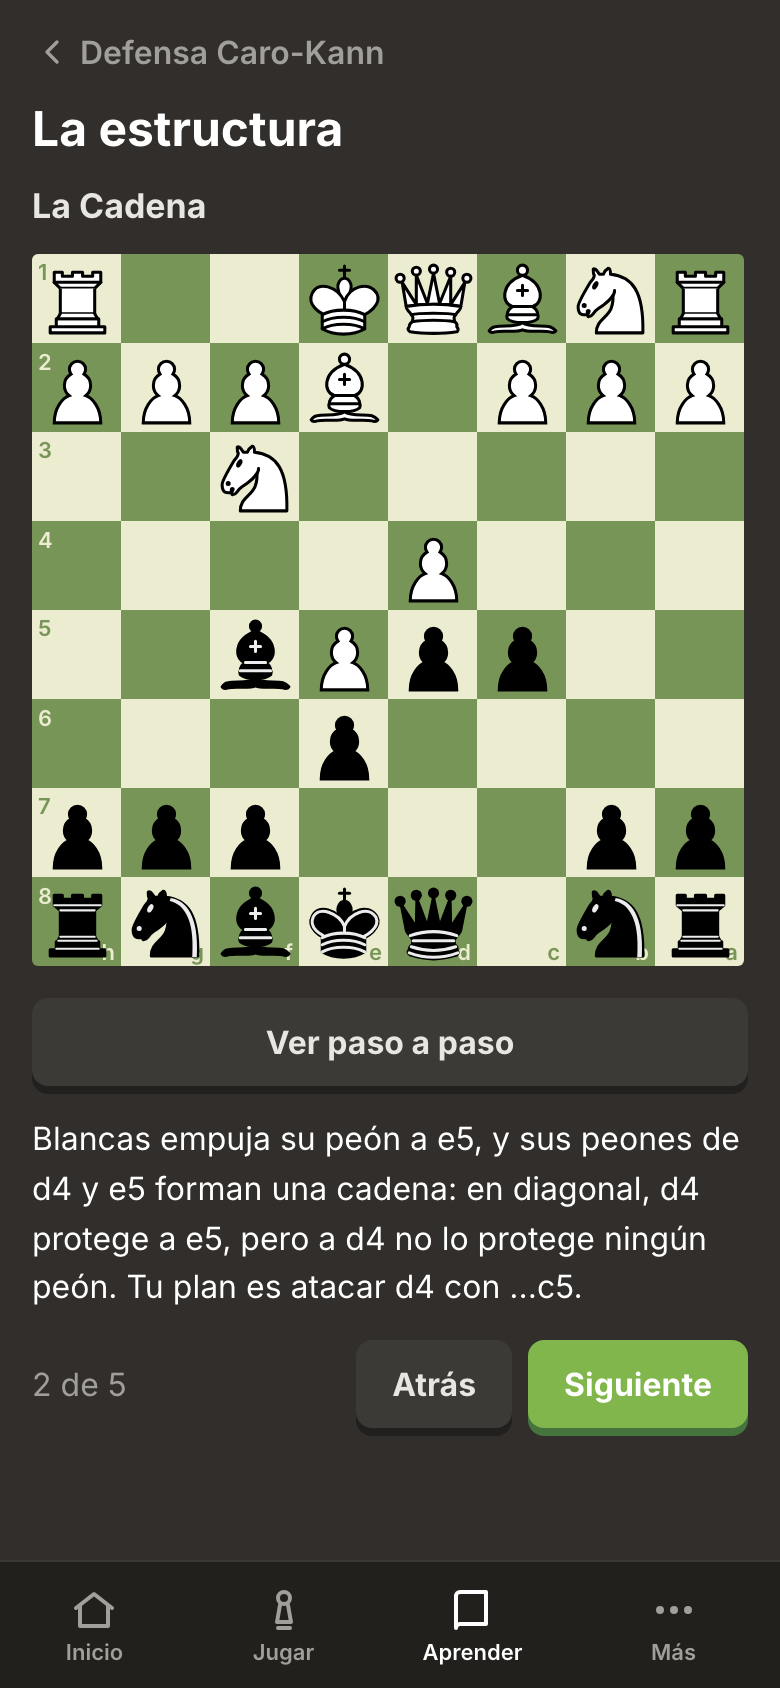 Defensa Caro-Kann
La estructura
La Cadena
1
2
3
4
5
6
7
8
h g f e d c b a
Ver paso a paso
Blancas empuja su peón a e5, y sus peones de
d4 y e5 forman una cadena: en diagonal, d4
protege a e5, pero a d4 no lo protege ningún
peón. Tu plan es atacar d4 con ...c5.
2 de 5
Atrás
Siguiente
Inicio
Jugar
Aprender
Más